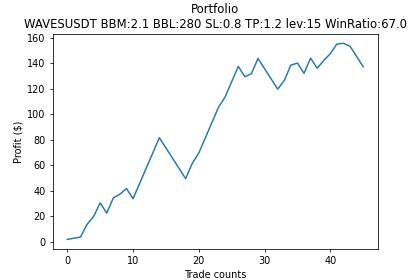 Portfolio
WAVESUSDT BBM:2.1 BBL:280 SL:0.8 TP:1.2 lev:15 WinRatio:67.0
160
140
120
100
80
60
40
20
0
Profit ($)
0 10 20 30 40
Trade counts